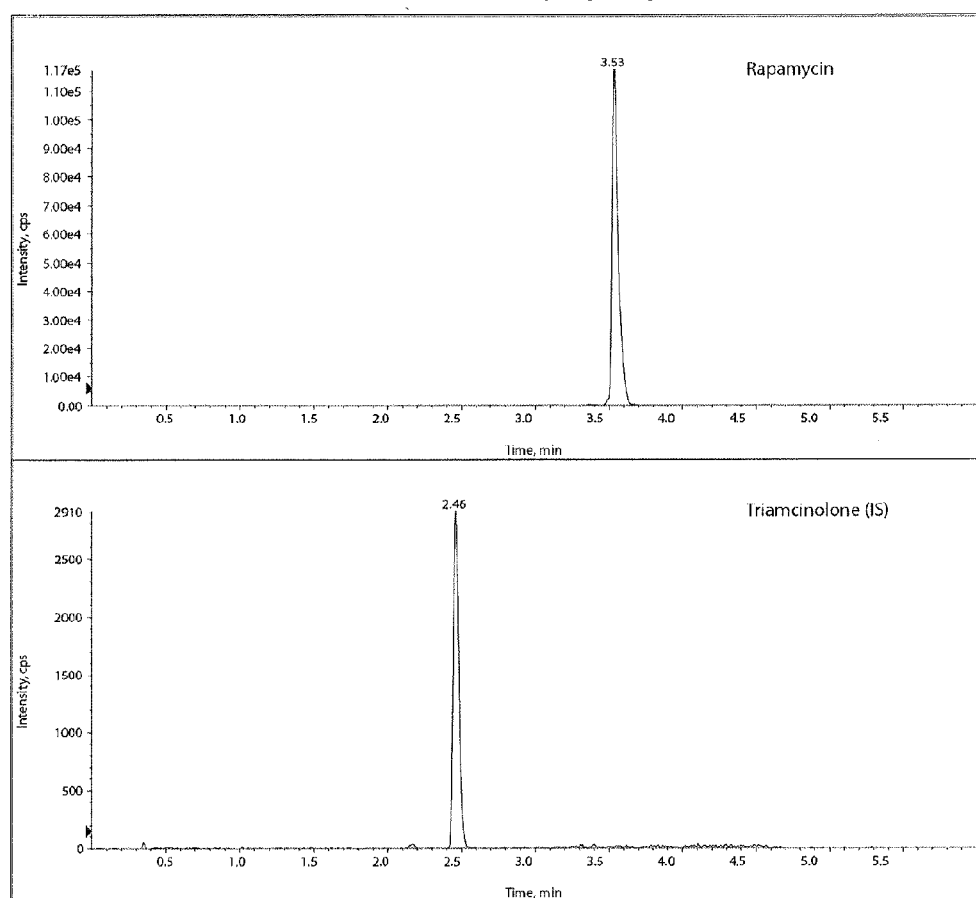 3.53
Rapamycin
1.17e5
1.10e5
1.00e5
9.00e4
8.00e4
7.00e4
6.00e4
5.00e4
4.00e4
3.00e4
2.00e4
1.00e4
0.00
Intensity, cps
0.5 1.0 1.5 2.0 2.5 3.0 3.5 4.0 4.5 5.0 5.5
Time, min
2.46
Triamcinolone (IS)
2910
2500
2000
1500
1000
500
0
Intensity, cps
0.5 1.0 1.5 2.0 2.5 3.0 3.5 4.0 4.5 5.0 5.5
Time, min